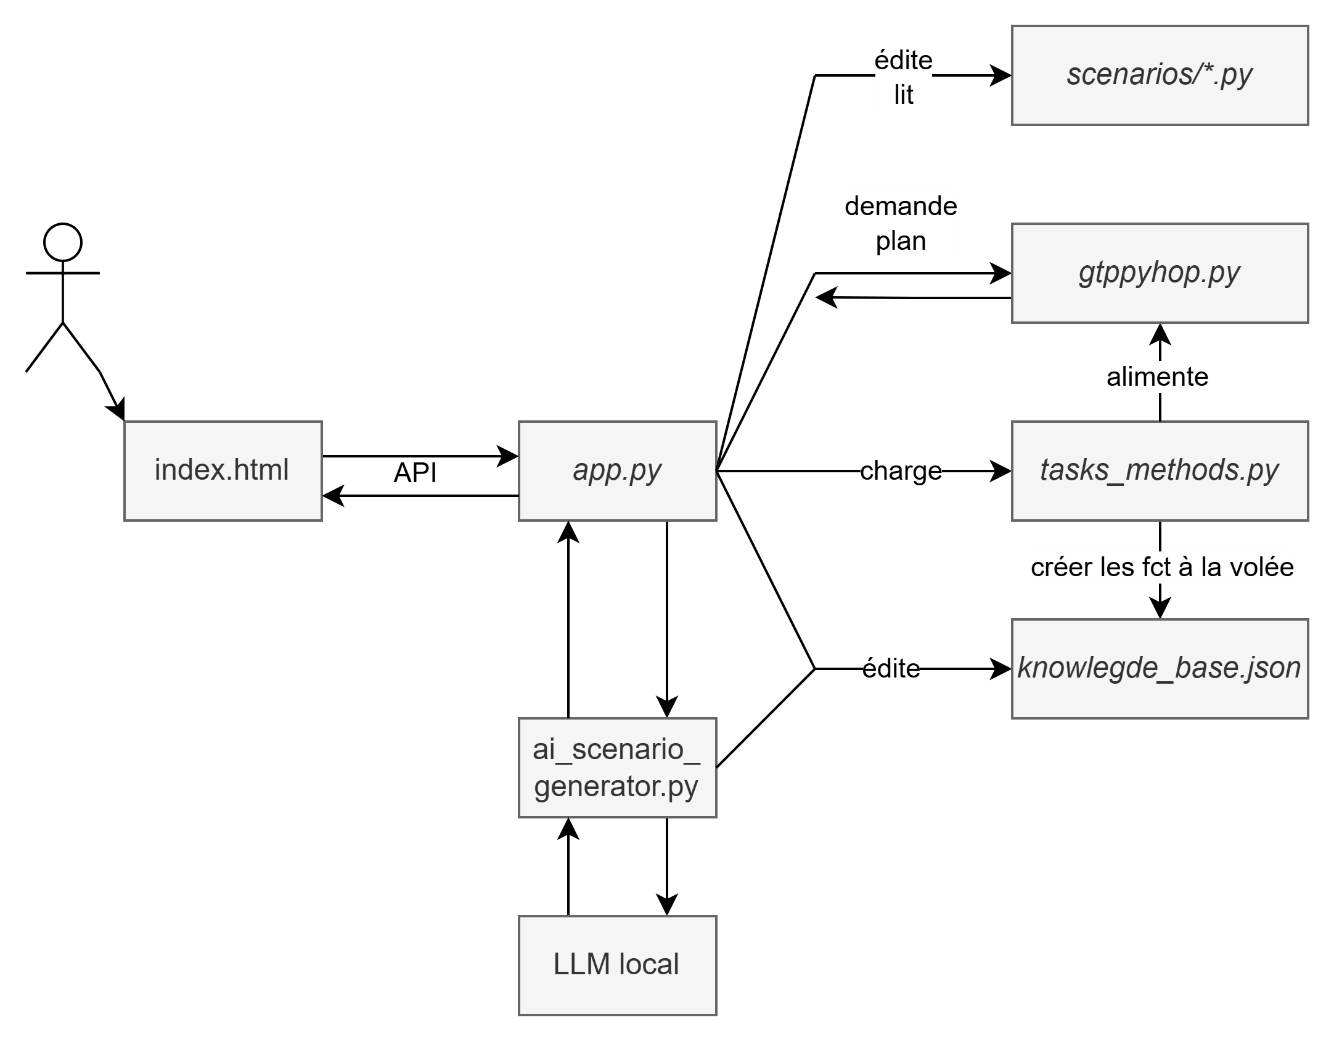 édite
lit
scenarios/*.py
demande
plan
gtppyhop.py
alimente
index.html
API
app.py
charge
tasks_methods.py
créer les fct à la volée
édite
knowlegde_base.json
ai_scenario_
generator.py
LLM local